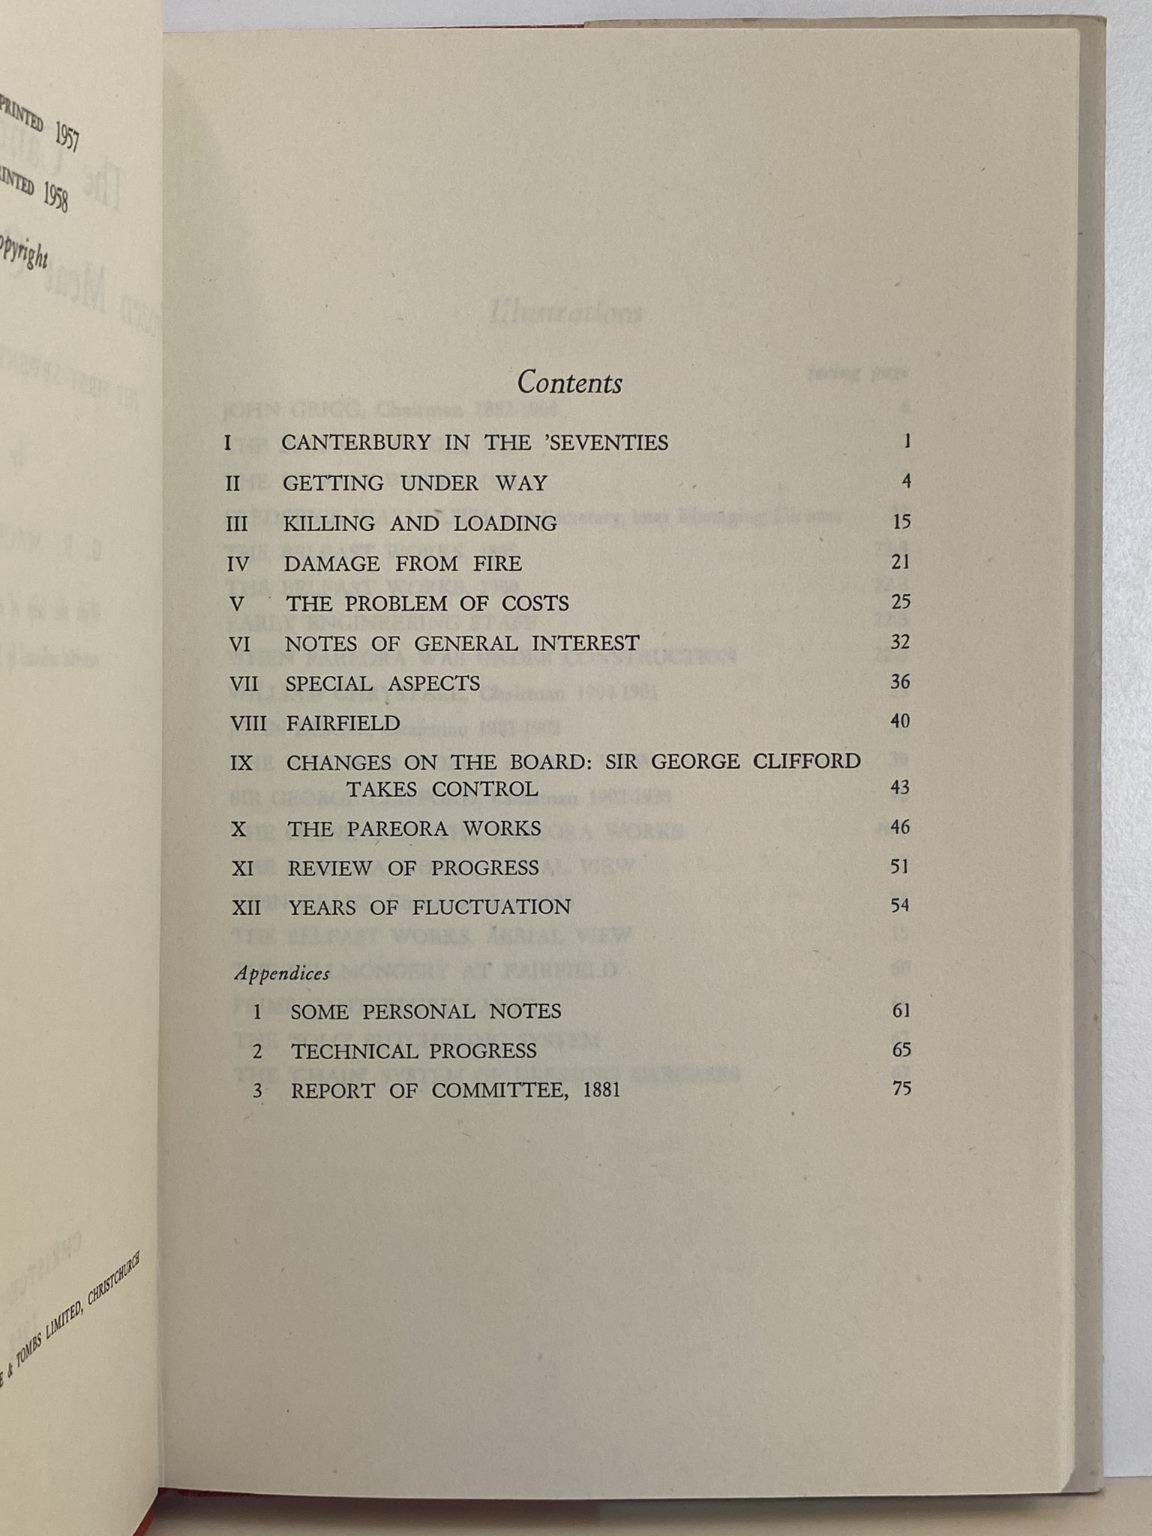 PRINTED 1957
1958
TOMBS LIMITED, CHRISTCHURCH
Contents
I CANTERBURY IN THE 'SEVENTIES 1
II GETTING UNDER WAY 4
III KILLING AND LOADING 15
IV DAMAGE FROM FIRE 21
V THE PROBLEM OF COSTS 25
VI NOTES OF GENERAL INTEREST 32
VII SPECIAL ASPECTS 36
VIII FAIRFIELD 40
IX CHANGES ON THE BOARD: SIR GEORGE CLIFFORD
TAKES CONTROL 43
X THE PAREORA WORKS 46
XI REVIEW OF PROGRESS 51
XII YEARS OF FLUCTUATION 54
Appendices
1 SOME PERSONAL NOTES 61
2 TECHNICAL PROGRESS 65
3 REPORT OF COMMITTEE, 1881 75